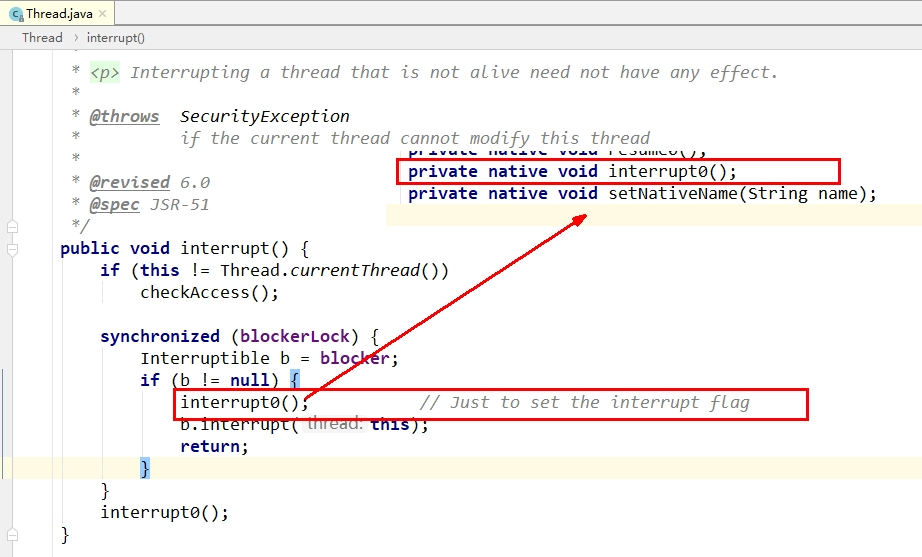 Thread.java
Thread interrupt()
*
* <p> Interrupting a thread that is not alive need not have any effect.
*
* @throws SecurityException
* if the current thread cannot modify this thread
*
* @revised 6.0
* @spec JSR-51
*/
private native void resume0();
private native void interrupt0();
private native void setNativeName(String name);
public void interrupt() {
if (this != Thread.currentThread())
checkAccess();
synchronized (blockerLock) {
Interruptible b = blocker;
if (b != null) {
interrupt0(); // Just to set the interrupt flag
b.interrupt( thread: this);
return;
}
}
interrupt0();
}